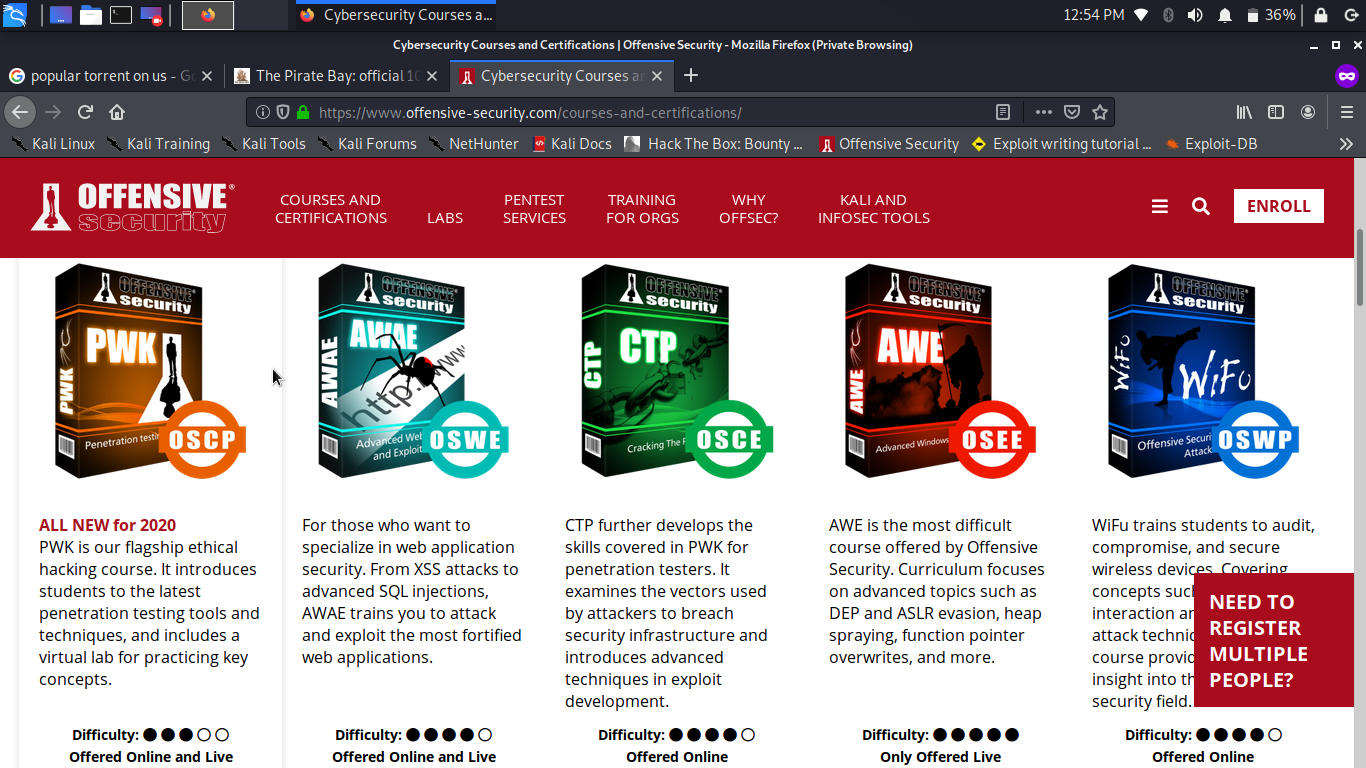 Cybersecurity Courses a...
12:54 PM
36%
Cybersecurity Courses and Certifications | Offensive Security - Mozilla Firefox (Private Browsing)
popular torrent on us - G
The Pirate Bay: official 10
Cybersecurity Courses a
https://www.offensive-security.com/courses-and-certifications/
Kali Linux
Kali Training
Kali Tools
Kali Forums
NetHunter
Kali Docs
Hack The Box: Bounty ...
Offensive Security
Exploit writing tutorial ...
Exploit-DB
OFFENSIVE®
security
COURSES AND
CERTIFICATIONS
LABS
PENTEST
SERVICES
TRAINING
FOR ORGS
WHY
OFFSEC?
KALI AND
INFOSEC TOOLS
ENROLL
OFFENSIVE
security
PWK
PWK
Penetration testin
OSCP
OFFENSIVE
security
AWAE
AWAE
http://www
Advanced Web
and Exploit
OSWE
OFFENSIVE
security
CTP
CTP
Cracking The P
OSCE
OFFENSIVE
security
AWE
AWE
Advanced Windows
OSEE
OFFENSIVE
security
WiFu
WiFu
Offensive Securi
Attack
OSWP
ALL NEW for 2020
PWK is our flagship ethical
hacking course. It introduces
students to the latest
penetration testing tools and
techniques, and includes a
virtual lab for practicing key
concepts.
Difficulty:
Offered Online and Live
For those who want to
specialize in web application
security. From XSS attacks to
advanced SQL injections,
AWAE trains you to attack
and exploit the most fortified
web applications.
Difficulty:
Offered Online and Live
CTP further develops the
skills covered in PWK for
penetration testers. It
examines the vectors used
by attackers to breach
security infrastructure and
introduces advanced
techniques in exploit
development.
Difficulty:
Offered Online
AWE is the most difficult
course offered by Offensive
Security. Curriculum focuses
on advanced topics such as
DEP and ASLR evasion, heap
spraying, function pointer
overwrites, and more.
Difficulty:
Only Offered Live
WiFu trains students to audit,
compromise, and secure
wireless devices. Covering
concepts suc
interaction an
attack techni
course provid
insight into th
security field.
Difficulty:
Offered Online
NEED TO
REGISTER
MULTIPLE
PEOPLE?